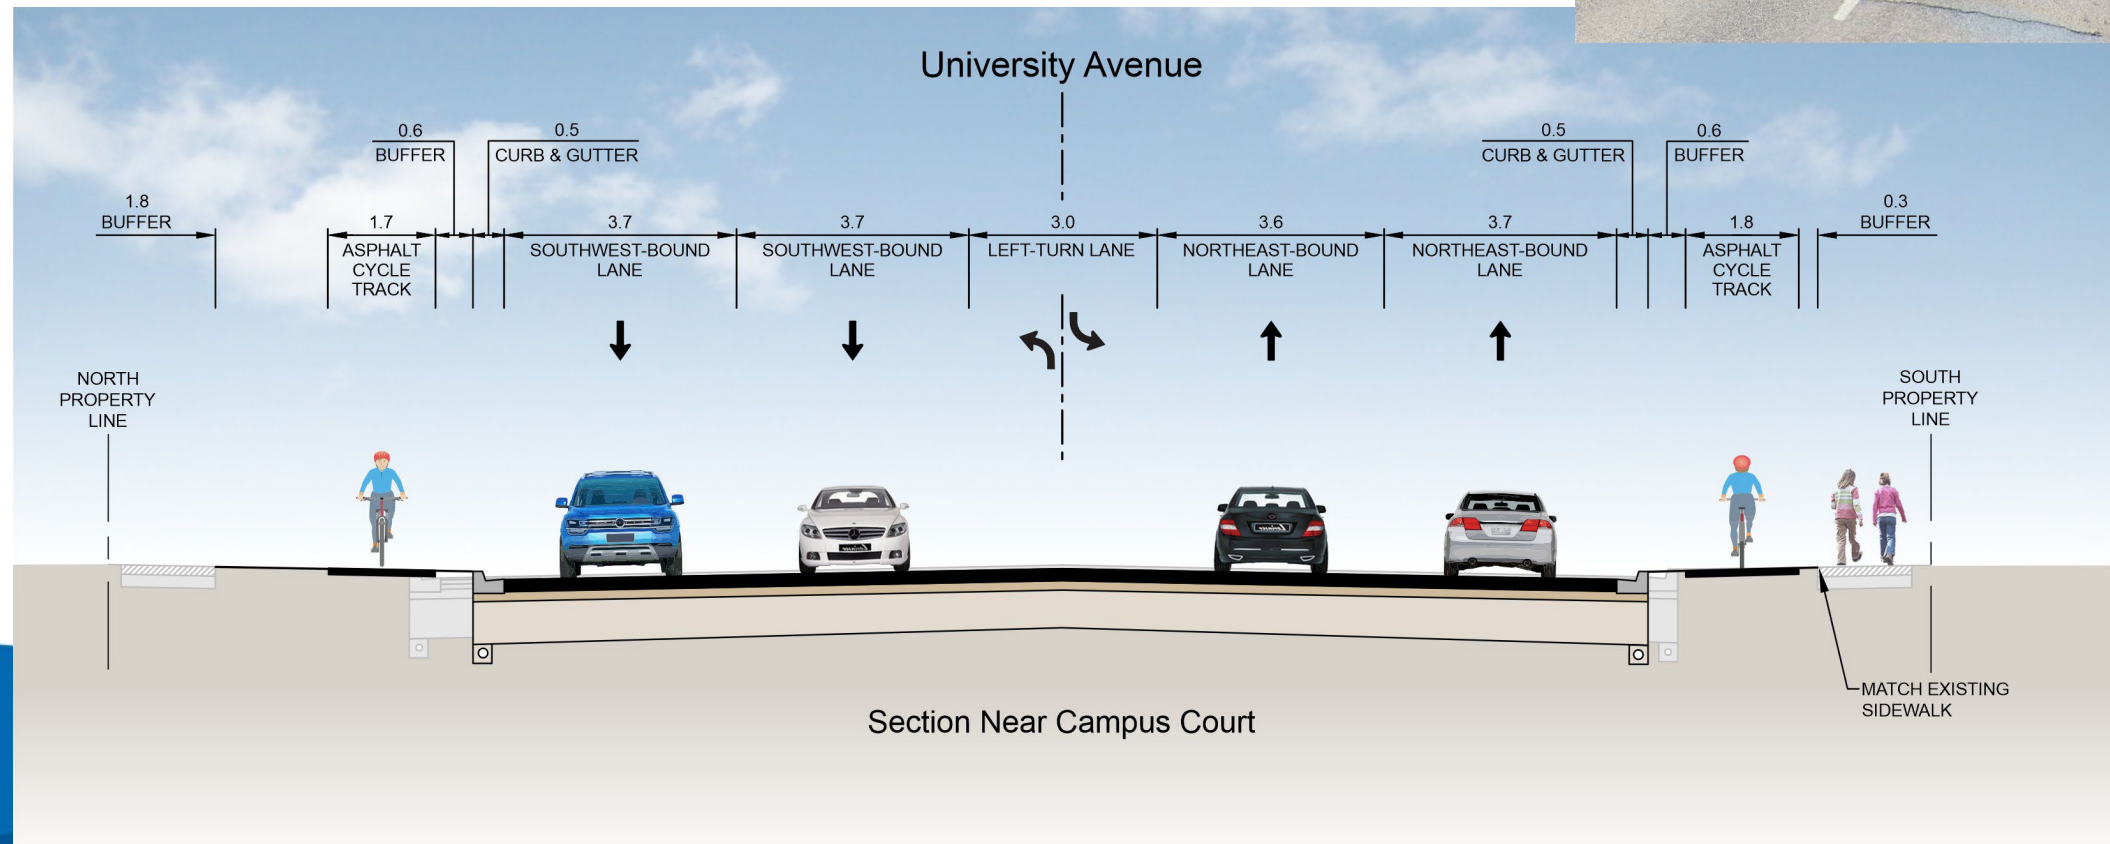 University Avenue
0.6
BUFFER
0.5
CURB & GUTTER
0.5
CURB & GUTTER
0.6
BUFFER
1.8
BUFFER
1.7
ASPHALT
CYCLE
TRACK
3.7
SOUTHWEST-BOUND
LANE
3.7
SOUTHWEST-BOUND
LANE
3.0
LEFT-TURN LANE
3.6
NORTHEAST-BOUND
LANE
3.7
NORTHEAST-BOUND
LANE
1.8
ASPHALT
CYCLE
TRACK
0.3
BUFFER
NORTH
PROPERTY
LINE
SOUTH
PROPERTY
LINE
MATCH EXISTING
SIDEWALK
Section Near Campus Court